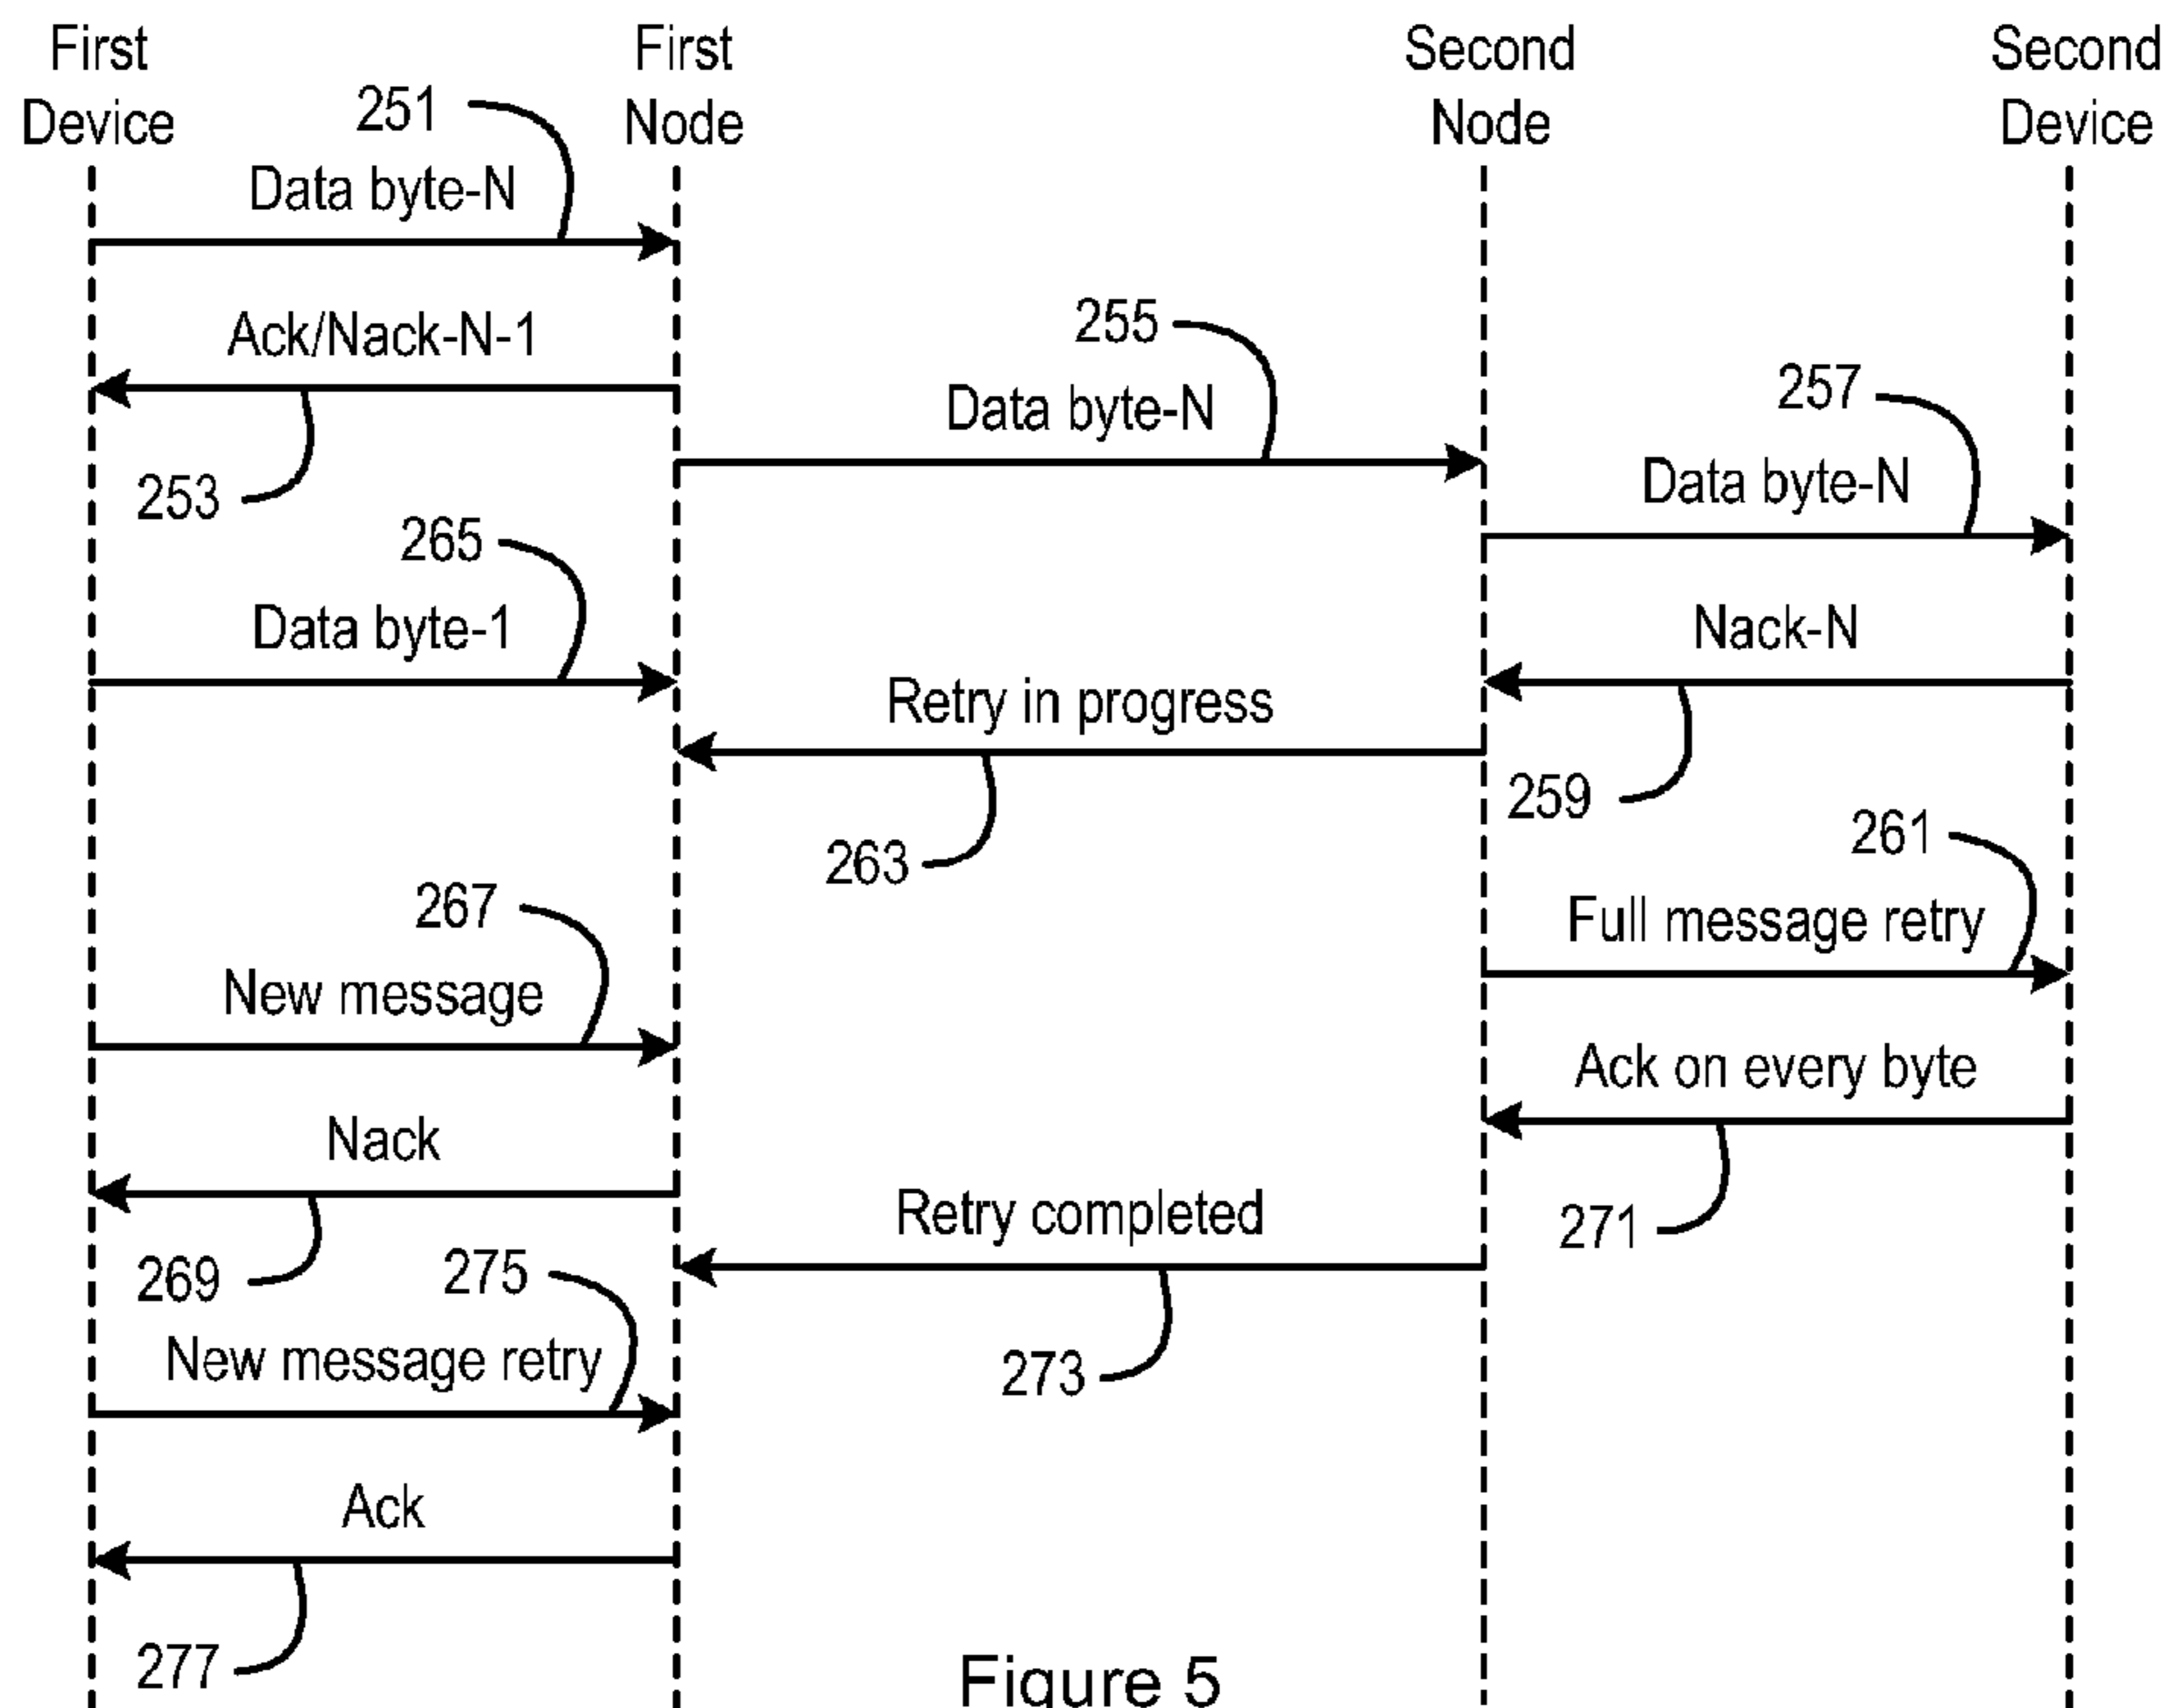 First Device
First Node
Second Node
Second Device
251
Data byte-N
Ack/Nack-N-1
253
255
Data byte-N
257
Data byte-N
265
Data byte-1
Nack-N
259
Retry in progress
263
261
Full message retry
267
New message
Ack on every byte
271
Nack
269
Retry completed
273
275
New message retry
Ack
277
Figure 5